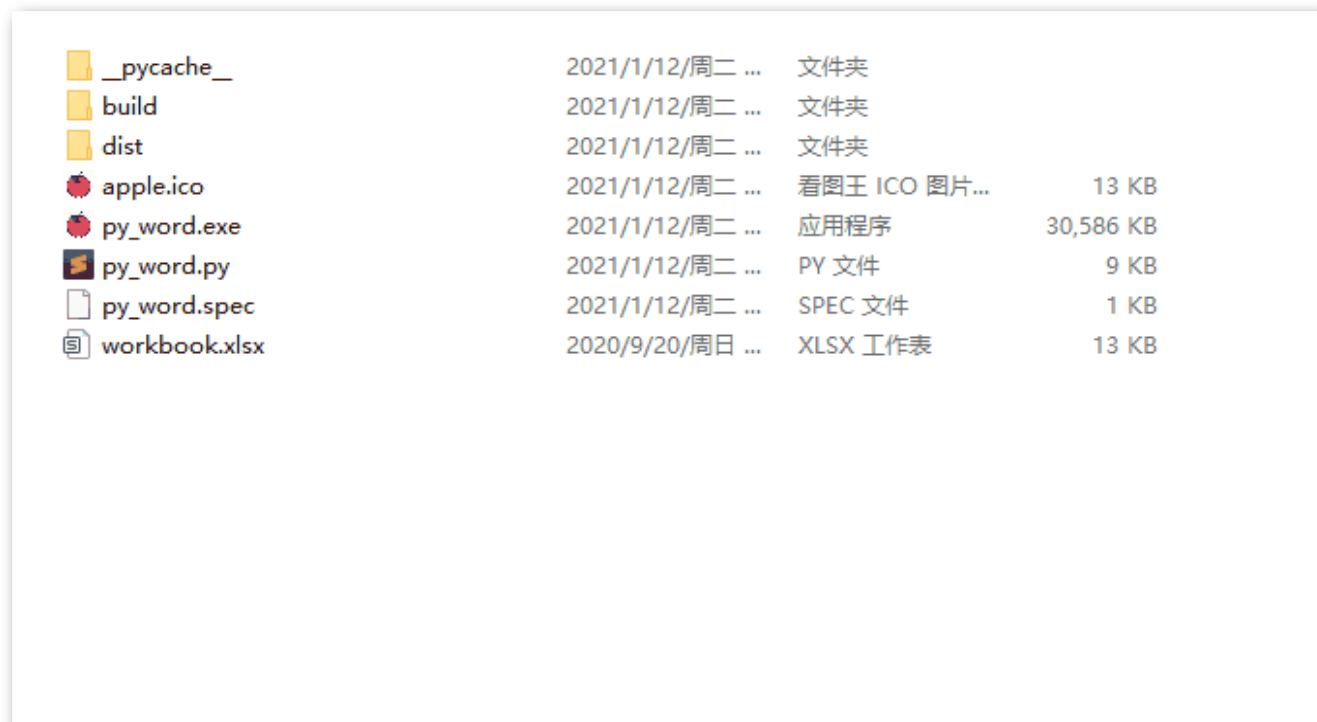 __pycache__ 2021/1/12/周二 ... 文件夹
build 2021/1/12/周二 ... 文件夹
dist 2021/1/12/周二 ... 文件夹
apple.ico 2021/1/12/周二 ... 看图王 ICO 图片... 13 KB
py_word.exe 2021/1/12/周二 ... 应用程序 30,586 KB
py_word.py 2021/1/12/周二 ... PY 文件 9 KB
py_word.spec 2021/1/12/周二 ... SPEC 文件 1 KB
workbook.xlsx 2020/9/20/周日 ... XLSX 工作表 13 KB